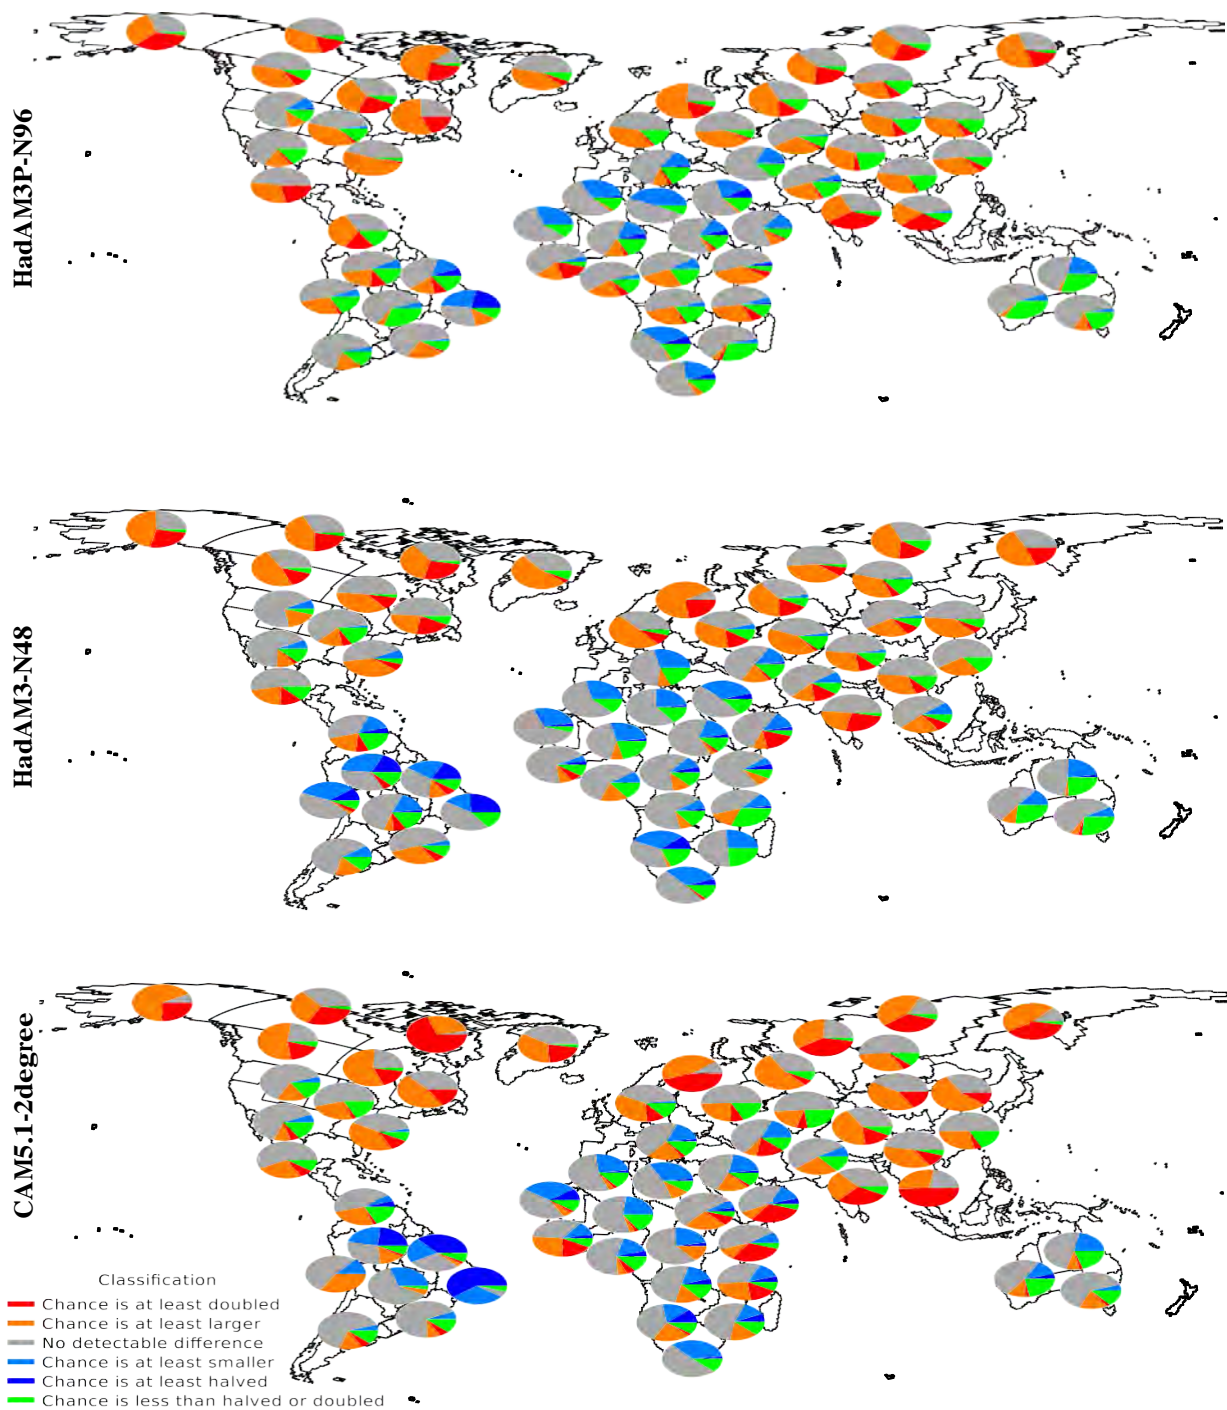 HadAM3P-N96
HadAM3-N48
CAM5.1-2degree
Classification
Chance is at least doubled
Chance is at least larger
No detectable difference
Chance is at least smaller
Chance is at least halved
Chance is less than halved or doubled